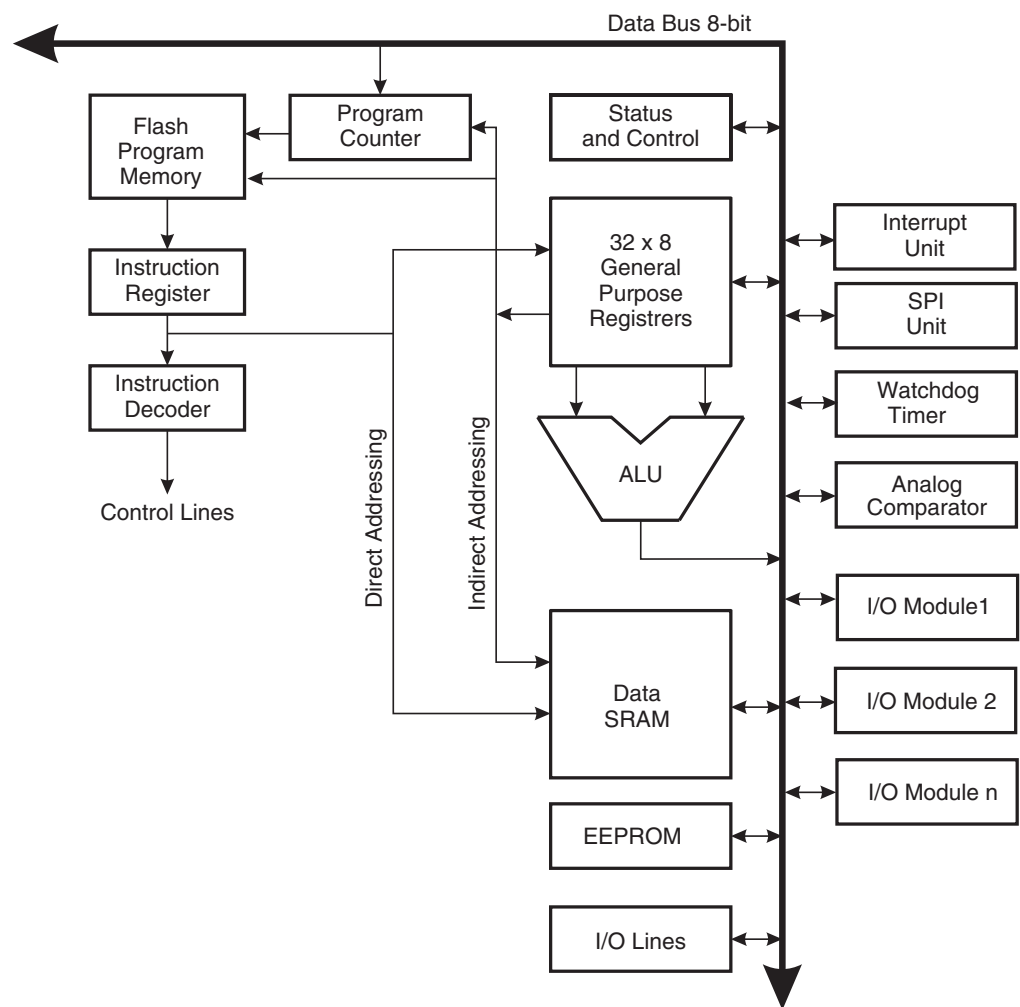 Data Bus 8-bit
Flash
Program
Memory
Program
Counter
Status
and Control
Interrupt
Unit
32 x 8
General
Purpose
Registrers
Instruction
Register
SPI
Unit
Instruction
Decoder
Watchdog
Timer
ALU
Analog
Comparator
Control Lines
Direct Addressing
Indirect Addressing
I/O Module1
Data
SRAM
I/O Module 2
I/O Module n
EEPROM
I/O Lines